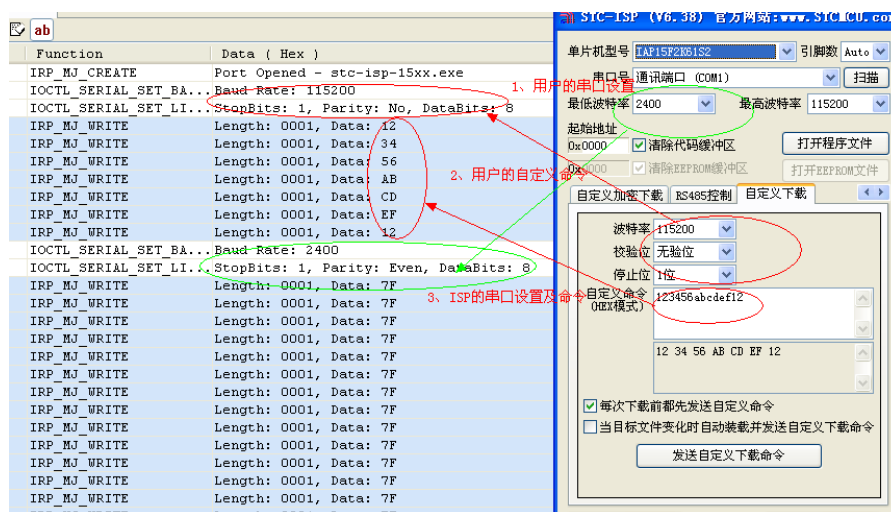 ab
Function Data ( Hex )
IRP_MJ_CREATE Port Opened - stc-isp-15xx.exe
IOCTL_SERIAL_SET_BA...Baud Rate: 115200
IOCTL_SERIAL_SET_LI...StopBits: 1, Parity: No, DataBits: 8
IRP_MJ_WRITE Length: 0001, Data: 12
IRP_MJ_WRITE Length: 0001, Data: 34
IRP_MJ_WRITE Length: 0001, Data: 56
IRP_MJ_WRITE Length: 0001, Data: AB
IRP_MJ_WRITE Length: 0001, Data: CD
IRP_MJ_WRITE Length: 0001, Data: EF
IRP_MJ_WRITE Length: 0001, Data: 12
IOCTL_SERIAL_SET_BA...Baud Rate: 2400
IOCTL_SERIAL_SET_LI...StopBits: 1, Parity: Even, DataBits: 8
IRP_MJ_WRITE Length: 0001, Data: 7F
IRP_MJ_WRITE Length: 0001, Data: 7F
IRP_MJ_WRITE Length: 0001, Data: 7F
IRP_MJ_WRITE Length: 0001, Data: 7F
IRP_MJ_WRITE Length: 0001, Data: 7F
IRP_MJ_WRITE Length: 0001, Data: 7F
IRP_MJ_WRITE Length: 0001, Data: 7F
IRP_MJ_WRITE Length: 0001, Data: 7F
IRP_MJ_WRITE Length: 0001, Data: 7F
IRP_MJ_WRITE Length: 0001, Data: 7F
IRP_MJ_WRITE Length: 0001, Data: 7F
IRP_MJ_WRITE Length: 0001, Data: 7F
IRP_MJ_WRITE Length: 0001, Data: 7F
1、用户的串口设置
2、用户的自定义命令
3、ISP的串口设置及命令
STC-ISP (V6.38) 官方网站:www.STCMCU.com
单片机型号 IAP15F2K61S2 引脚数 Auto
串口号 通讯端口 (COM1) 扫描
最低波特率 2400 最高波特率 115200
起始地址
0x0000 清除代码缓冲区 打开程序文件
0x0000 清除EEPROM缓冲区 打开EEPROM文件
自定义加密下载 RS485控制 自定义下载
波特率 115200
校验位 无验位
停止位 1位
自定义命令 123456abcdef12
(HEX模式)
12 34 56 AB CD EF 12
每次下载前都先发送自定义命令
当目标文件变化时自动装载并发送自定义下载命令
发送自定义下载命令